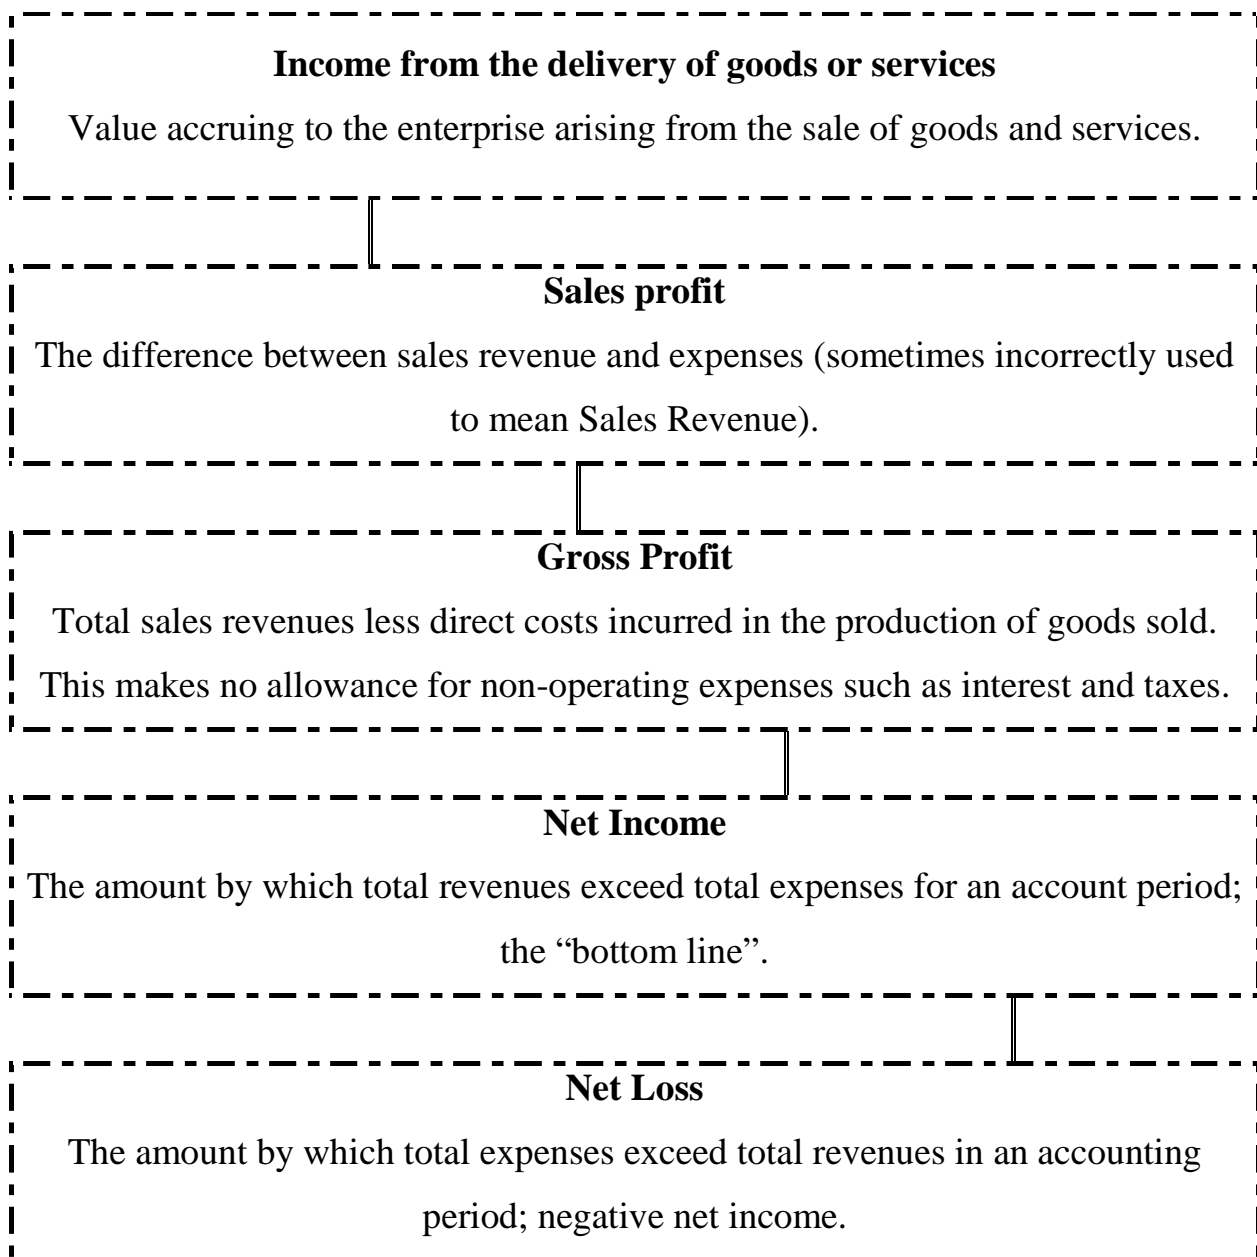 Income from the delivery of goods or services
Value accruing to the enterprise arising from the sale of goods and services.
Sales profit
The difference between sales revenue and expenses (sometimes incorrectly used
to mean Sales Revenue).
Gross Profit
Total sales revenues less direct costs incurred in the production of goods sold.
This makes no allowance for non-operating expenses such as interest and taxes.
Net Income
The amount by which total revenues exceed total expenses for an account period;
the “bottom line”.
Net Loss
The amount by which total expenses exceed total revenues in an accounting
period; negative net income.